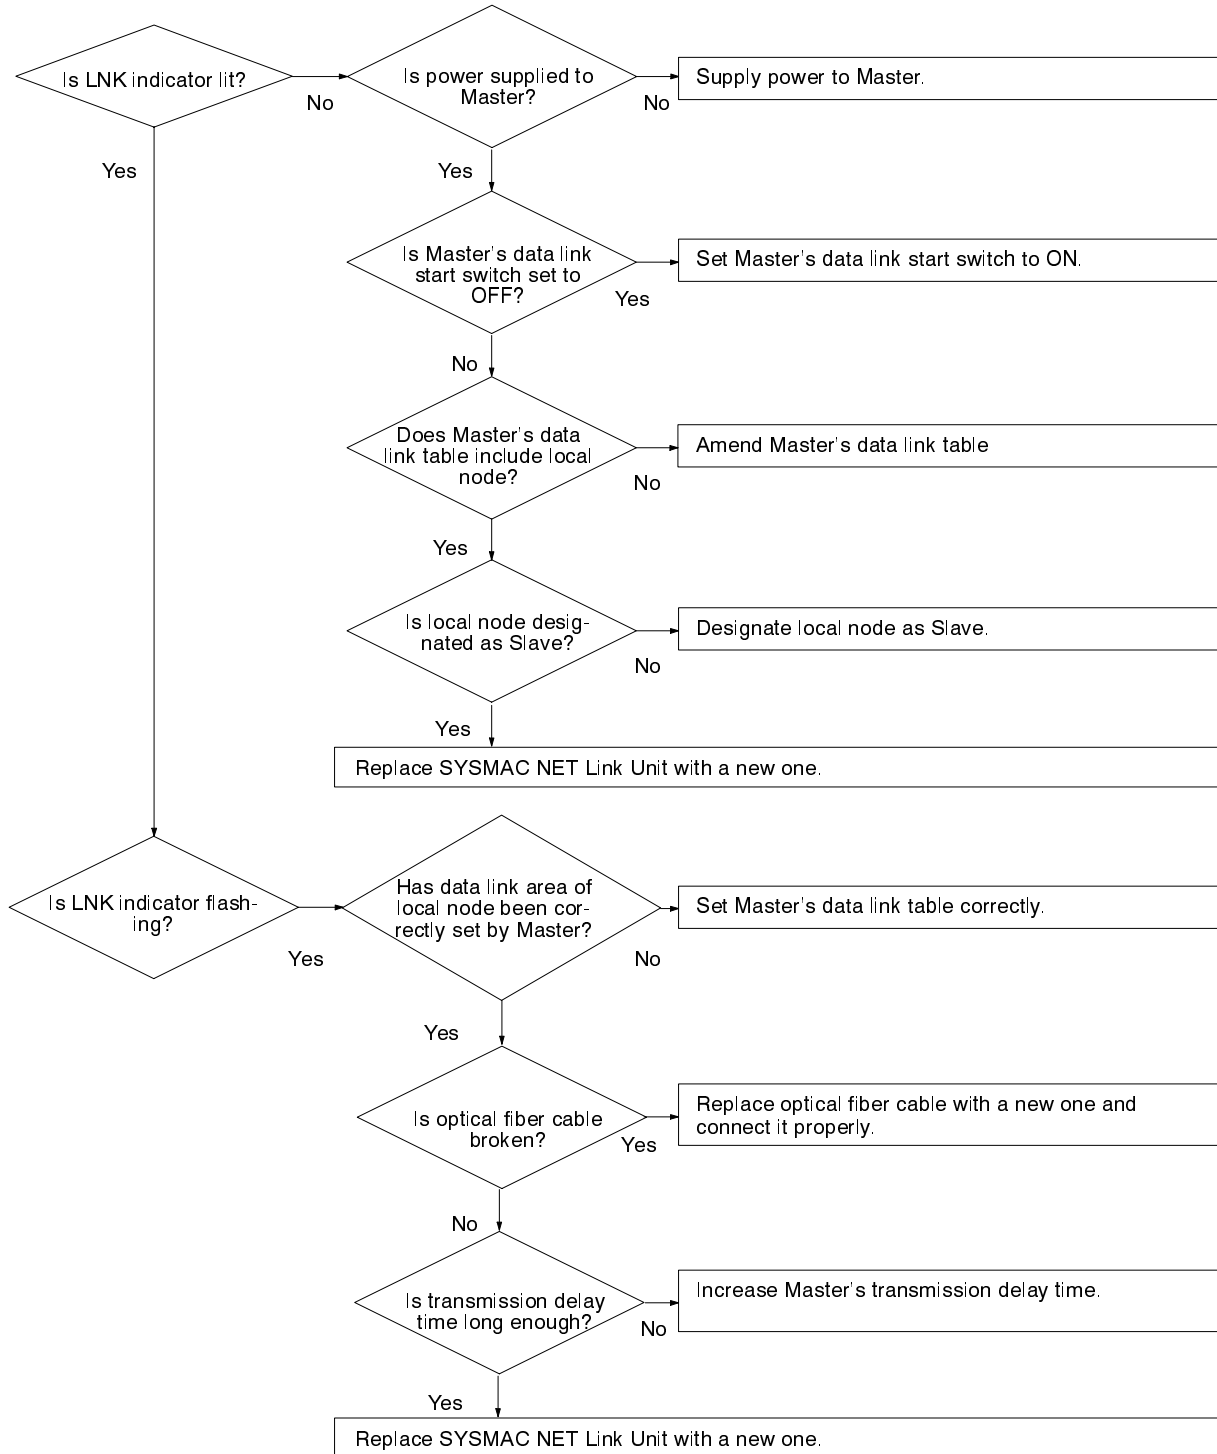 Is LNK indicator lit?
No
Yes
Is power supplied to
Master?
No
Yes
Supply power to Master.
Is Master's data link
start switch set to
OFF?
Yes
No
Set Master's data link start switch to ON.
Does Master's data
link table include local
node?
No
Yes
Amend Master's data link table
Is local node desig-
nated as Slave?
No
Yes
Designate local node as Slave.
Replace SYSMAC NET Link Unit with a new one.
Is LNK indicator flash-
ing?
Yes
Has data link area of
local node been cor-
rectly set by Master?
No
Yes
Set Master's data link table correctly.
Is optical fiber cable
broken?
Yes
No
Replace optical fiber cable with a new one and
connect it properly.
Is transmission delay
time long enough?
No
Yes
Increase Master's transmission delay time.
Replace SYSMAC NET Link Unit with a new one.